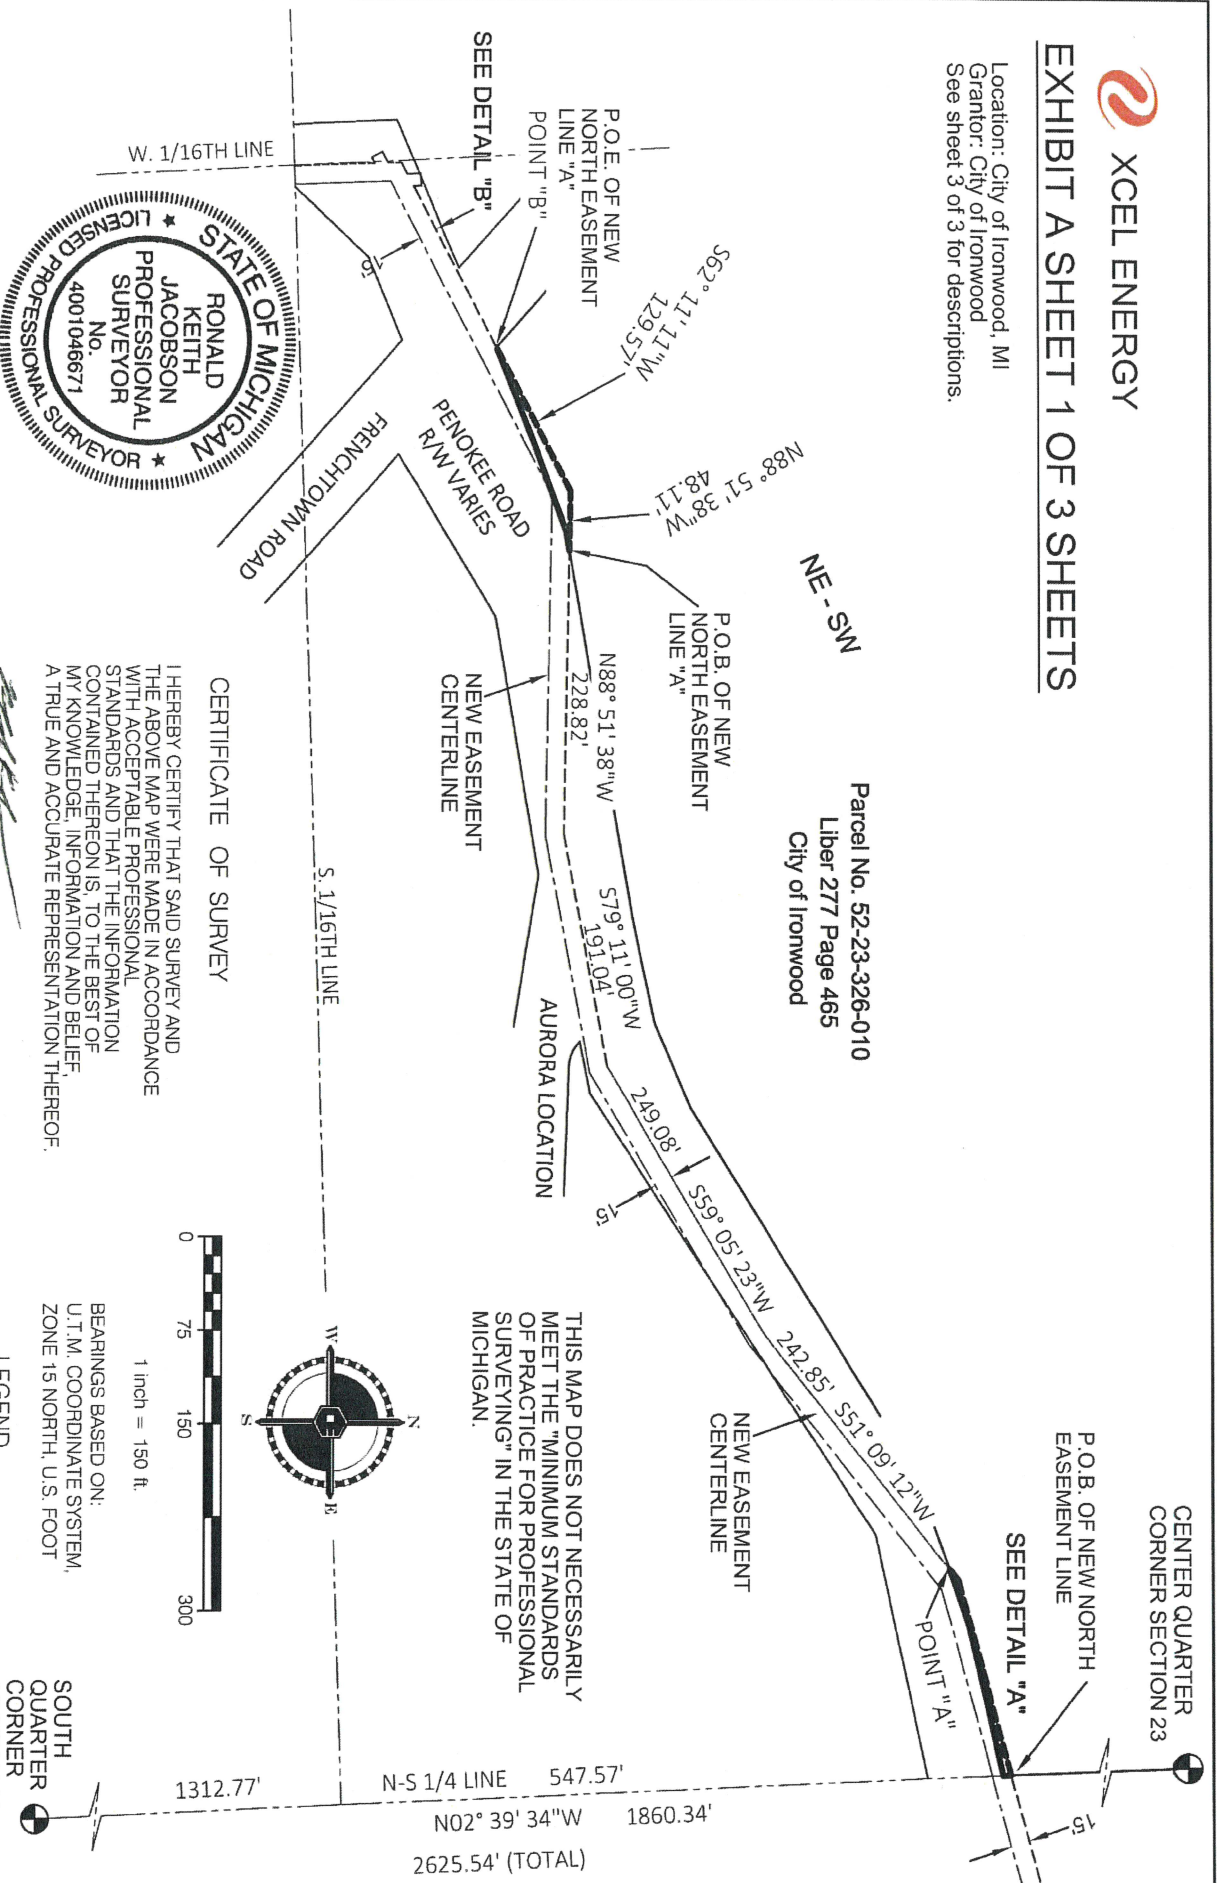 XCEL ENERGY
EXHIBIT A SHEET 1 OF 3 SHEETS
Location: City of Ironwood, MI
Grantor: City of Ironwood
See sheet 3 of 3 for descriptions.
CENTER QUARTER
CORNER SECTION 23
P.O.B. OF NEW NORTH
EASEMENT LINE
SEE DETAIL "A"
POINT "A"
15'
Parcel No. 52-23-326-010
Liber 277 Page 465
City of Ironwood
NE - SW
P.O.B. OF NEW
NORTH EASEMENT
LINE "A"
N88° 51' 38"W
48.11'
S62° 11' 11"W
129.57'
P.O.E. OF NEW
NORTH EASEMENT
LINE "A"
POINT "B"
SEE DETAIL "B"
W. 1/16TH LINE
15'
PENOKEE ROAD
R/W VARIES
FRENCHTOWN ROAD
N88° 51' 38"W
228.82'
NEW EASEMENT
CENTERLINE
S79° 11' 00"W
191.04'
AURORA LOCATION
249.08'
S59° 05' 23"W
15'
242.85'
S51° 09' 12"W
NEW EASEMENT
CENTERLINE
THIS MAP DOES NOT NECESSARILY
MEET THE "MINIMUM STANDARDS
OF PRACTICE FOR PROFESSIONAL
SURVEYING" IN THE STATE OF
MICHIGAN.
S. 1/16TH LINE
N
W
E
S
N-S 1/4 LINE
547.57'
1312.77'
N02° 39' 34"W
1860.34'
2625.54' (TOTAL)
STATE OF MICHIGAN
LICENSED PROFESSIONAL SURVEYOR
RONALD
KEITH
JACOBSON
PROFESSIONAL
SURVEYOR
No.
4001046671
CERTIFICATE OF SURVEY
I HEREBY CERTIFY THAT SAID SURVEY AND
THE ABOVE MAP WERE MADE IN ACCORDANCE
WITH ACCEPTABLE PROFESSIONAL
STANDARDS AND THAT THE INFORMATION
CONTAINED THEREON IS, TO THE BEST OF
MY KNOWLEDGE, INFORMATION AND BELIEF,
A TRUE AND ACCURATE REPRESENTATION THEREOF.
0 75 150 300
1 inch = 150 ft.
BEARINGS BASED ON:
U.T.M. COORDINATE SYSTEM,
ZONE 15 NORTH, U.S. FOOT
LEGEND
SOUTH
QUARTER
CORNER